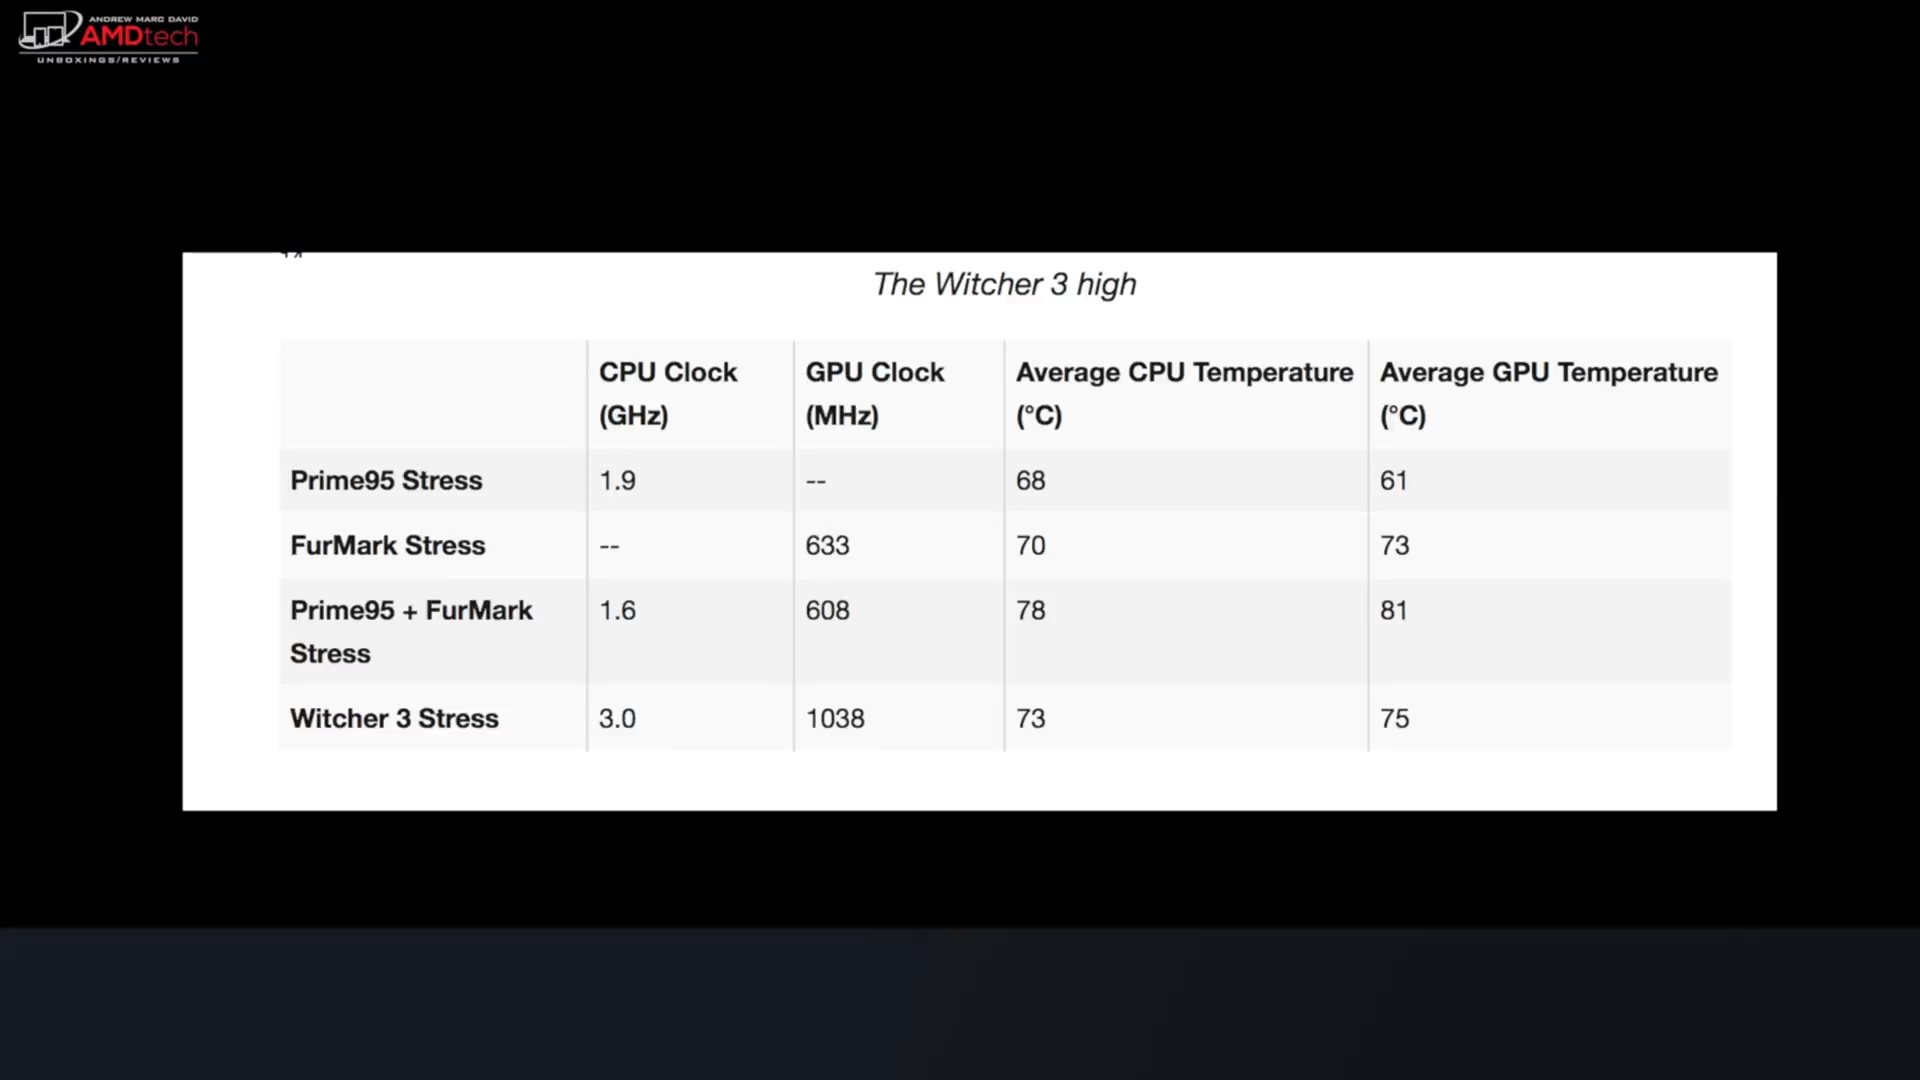 ANDREW MARC DAVID
AMDtech
UNBOXINGS/REVIEWS
The Witcher 3 high
CPU Clock (GHz) GPU Clock (MHz) Average CPU Temperature (°C) Average GPU Temperature (°C)
Prime95 Stress 1.9 -- 68 61
FurMark Stress -- 633 70 73
Prime95 + FurMark Stress 1.6 608 78 81
Witcher 3 Stress 3.0 1038 73 75